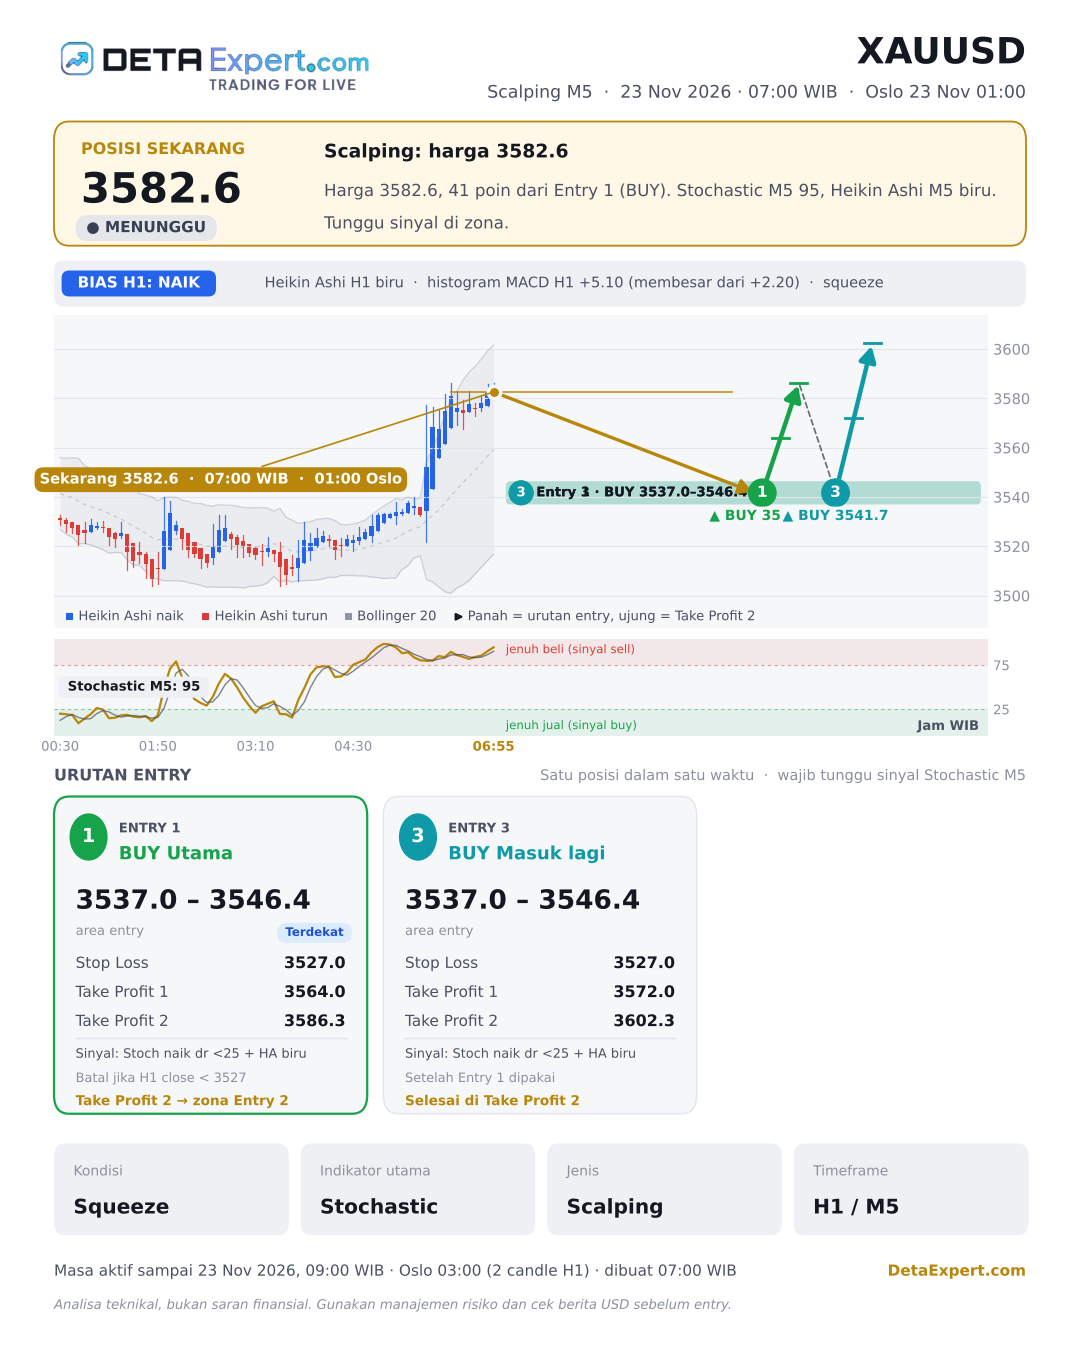 DETA Expert.com
TRADING FOR LIVE
XAUUSD
Scalping M5 · 23 Nov 2026 · 07:00 WIB · Oslo 23 Nov 01:00
POSISI SEKARANG
3582.6
● MENUNGGU
Scalping: harga 3582.6
Harga 3582.6, 41 poin dari Entry 1 (BUY). Stochastic M5 95, Heikin Ashi M5 biru.
Tunggu sinyal di zona.
BIAS H1: NAIK
Heikin Ashi H1 biru · histogram MACD H1 +5.10 (membesar dari +2.20) · squeeze
3600
3580
3560
3540
3520
3500
Sekarang 3582.6 · 07:00 WIB · 01:00 Oslo
3
Entry 3 · BUY 3537.0–3546.4
1
3
▲ BUY 35
▲ BUY 3541.7
Heikin Ashi naik
Heikin Ashi turun
Bollinger 20
Panah = urutan entry, ujung = Take Profit 2
jenuh beli (sinyal sell)
75
Stochastic M5: 95
25
jenuh jual (sinyal buy)
Jam WIB
00:30
01:50
03:10
04:30
06:55
URUTAN ENTRY
Satu posisi dalam satu waktu · wajib tunggu sinyal Stochastic M5
1
ENTRY 1
BUY Utama
3537.0 – 3546.4
area entry
Terdekat
Stop Loss 3527.0
Take Profit 1 3564.0
Take Profit 2 3586.3
Sinyal: Stoch naik dr <25 + HA biru
Batal jika H1 close < 3527
Take Profit 2 → zona Entry 2
3
ENTRY 3
BUY Masuk lagi
3537.0 – 3546.4
area entry
Stop Loss 3527.0
Take Profit 1 3572.0
Take Profit 2 3602.3
Sinyal: Stoch naik dr <25 + HA biru
Setelah Entry 1 dipakai
Selesai di Take Profit 2
Kondisi
Squeeze
Indikator utama
Stochastic
Jenis
Scalping
Timeframe
H1 / M5
Masa aktif sampai 23 Nov 2026, 09:00 WIB · Oslo 03:00 (2 candle H1) · dibuat 07:00 WIB
DetaExpert.com
Analisa teknikal, bukan saran finansial. Gunakan manajemen risiko dan cek berita USD sebelum entry.